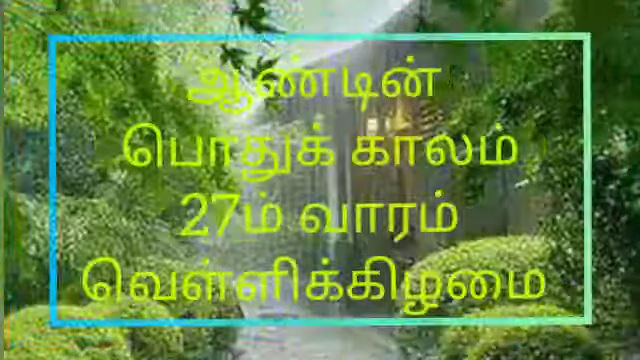 ஆண்டின்
பொதுக் காலம்
27ம் வாரம்
வெள்ளிக்கிழமை